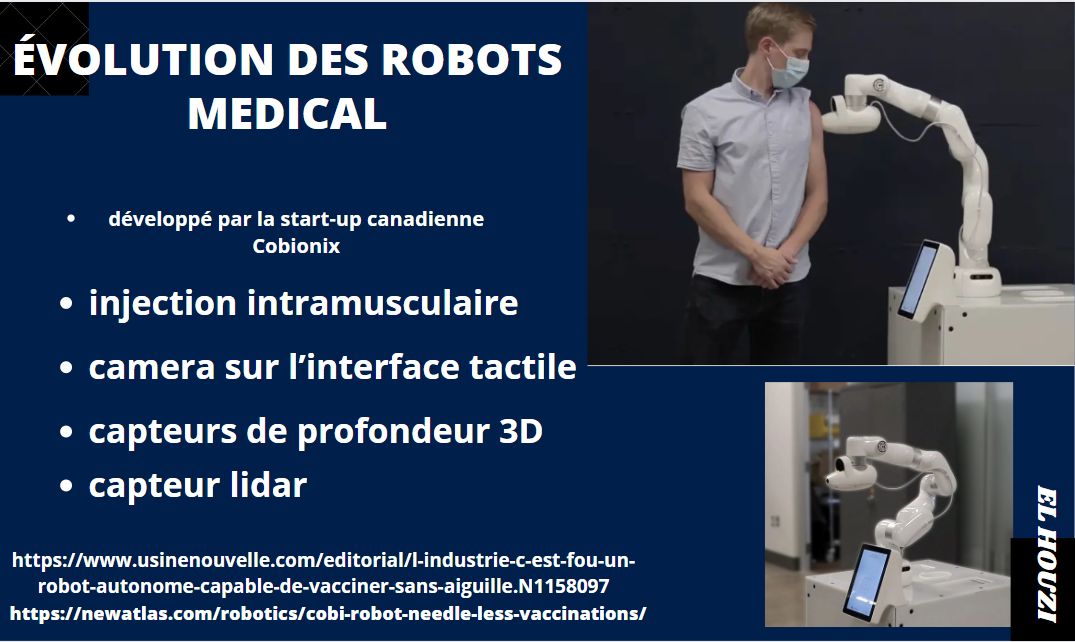 ÉVOLUTION DES ROBOTS
MEDICAL
• développé par la start-up canadienne
Cobionix
• injection intramusculaire
• camera sur l’interface tactile
• capteurs de profondeur 3D
• capteur lidar
https://www.usinenouvelle.com/editorial/l-industrie-c-est-fou-un-
robot-autonome-capable-de-vacciner-sans-aiguille.N1158097
https://newatlas.com/robotics/cobi-robot-needle-less-vaccinations/
EL HOUZI